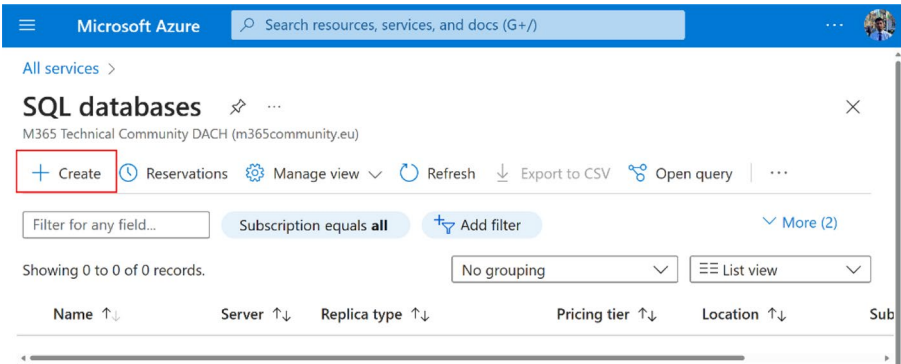 Microsoft Azure Search resources, services, and docs (G+/) ...
All services >
SQL databases ...
M365 Technical Community DACH (m365community.eu)
+ Create Reservations Manage view Refresh Export to CSV Open query ...
Filter for any field... Subscription equals all Add filter More (2)
Showing 0 to 0 of 0 records. No grouping List view
Name ↑↓ Server ↑↓ Replica type ↑↓ Pricing tier ↑↓ Location ↑↓ Sub